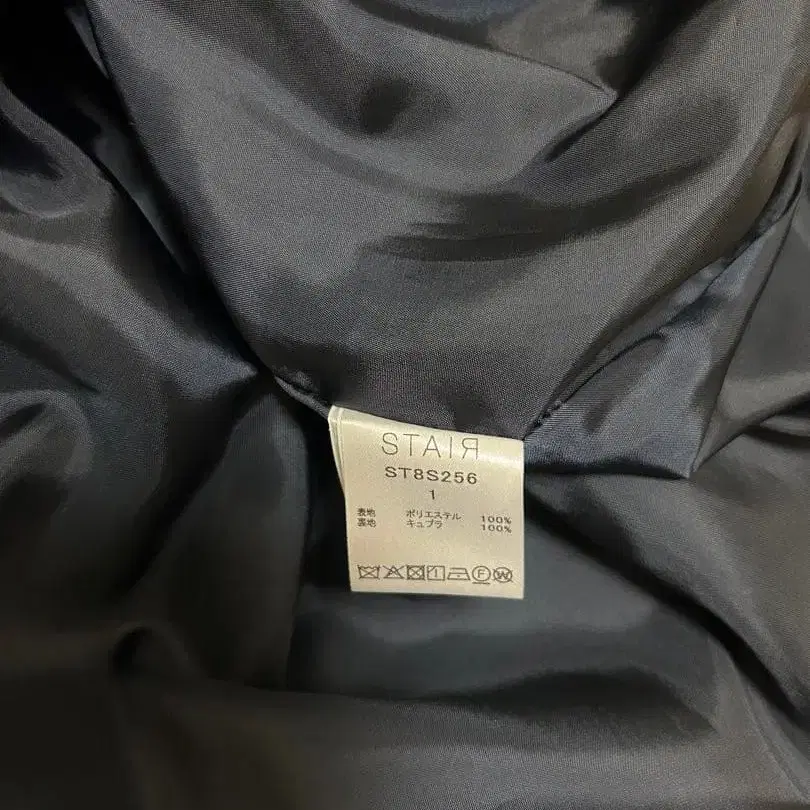 STAIR
ST8S256
1
表地 ポリエステル 100%
裏地 キュプラ 100%
F W